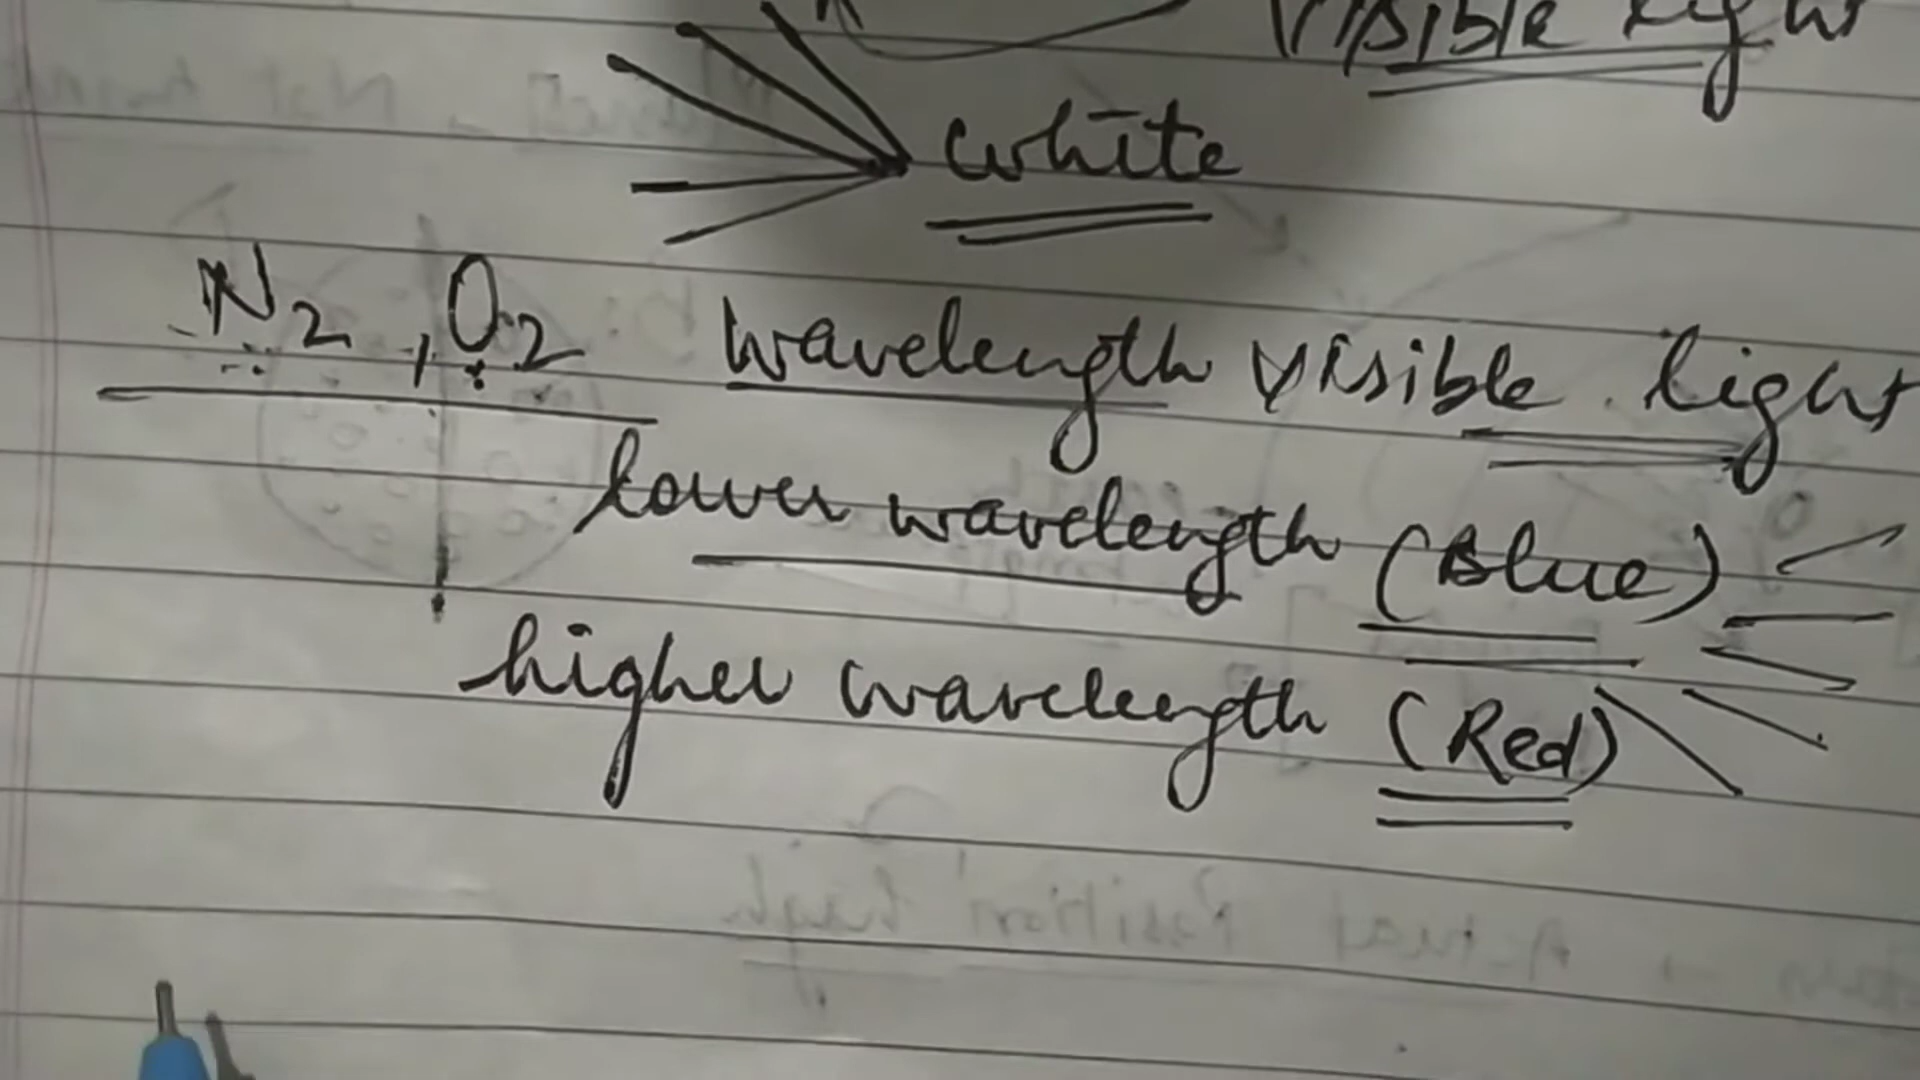 visible light
white
N2, O2 wavelength visible light
lower wavelength (Blue)
higher wavelength (Red)